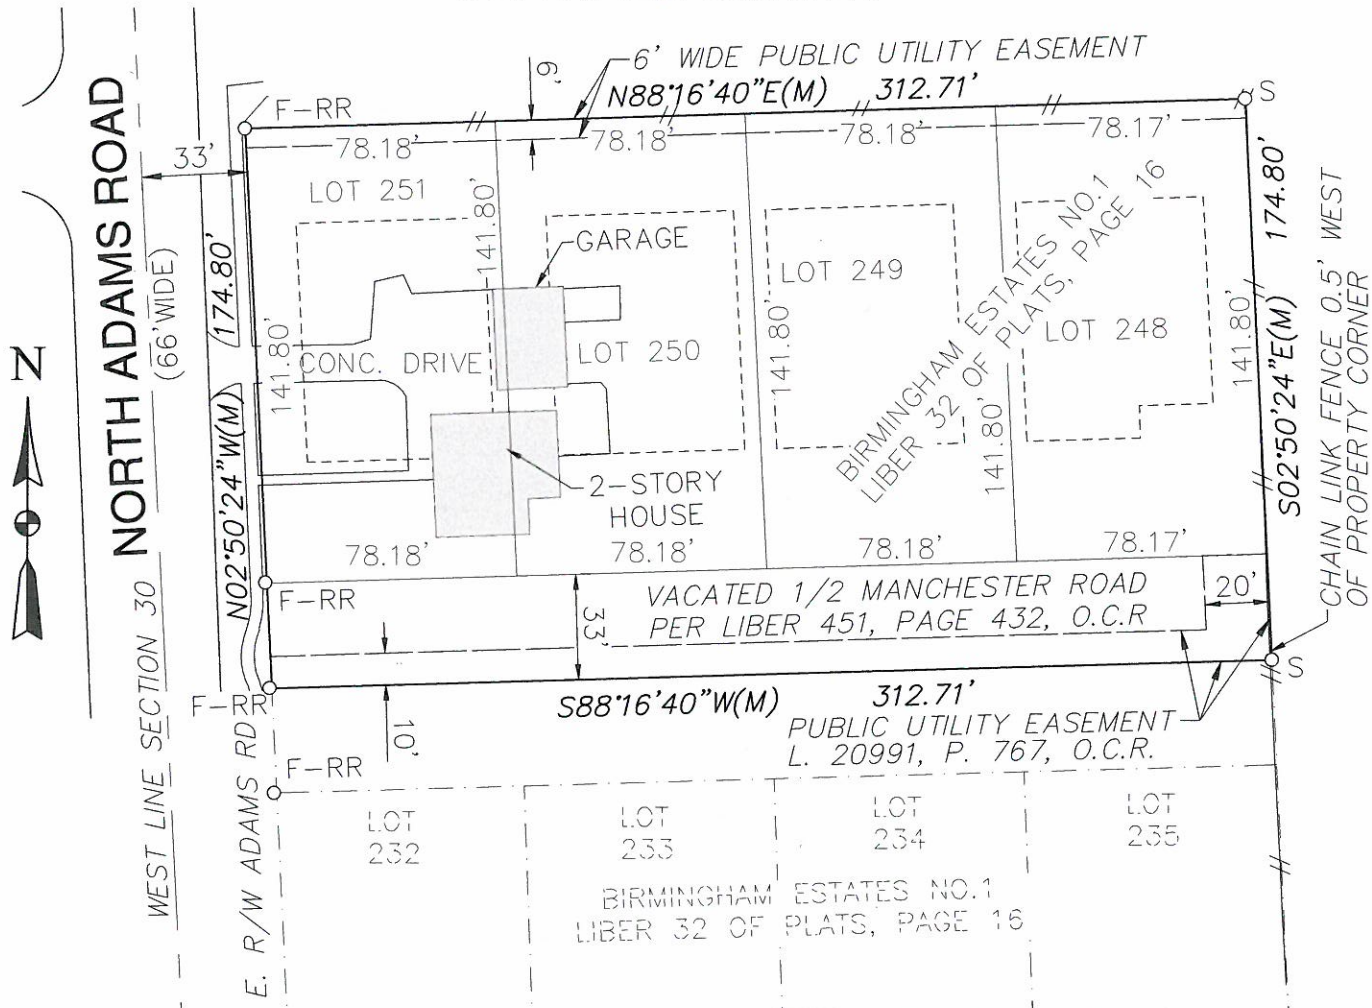 6' WIDE PUBLIC UTILITY EASEMENT
N88°16'40"E(M) 312.71'
6'
S
F-RR
33'
78.18'
78.18'
78.18'
78.17'
NORTH ADAMS ROAD
(66'WIDE)
N
174.80'
N02°50'24"W(M)
LOT 251
141.80'
141.80'
GARAGE
LOT 250
CONC. DRIVE
141.80'
LOT 249
141.80'
LOT 248
141.80'
BIRMINGHAM ESTATES NO.1
LIBER 32 OF PLATS, PAGE 16
174.80'
S02°50'24"E(M)
CHAIN LINK FENCE 0.5' WEST
OF PROPERTY CORNER
2-STORY
HOUSE
78.18'
78.18'
78.18'
78.17'
F-RR
VACATED 1/2 MANCHESTER ROAD
PER LIBER 451, PAGE 432, O.C.R
20'
33'
S
F-RR
S88°16'40"W(M) 312.71'
10'
PUBLIC UTILITY EASEMENT
L. 20991, P. 767, O.C.R.
F-RR
WEST LINE SECTION 30
E. R/W ADAMS RD
LOT
232
LOT
233
LOT
234
LOT
235
BIRMINGHAM ESTATES NO.1
LIBER 32 OF PLATS, PAGE 16